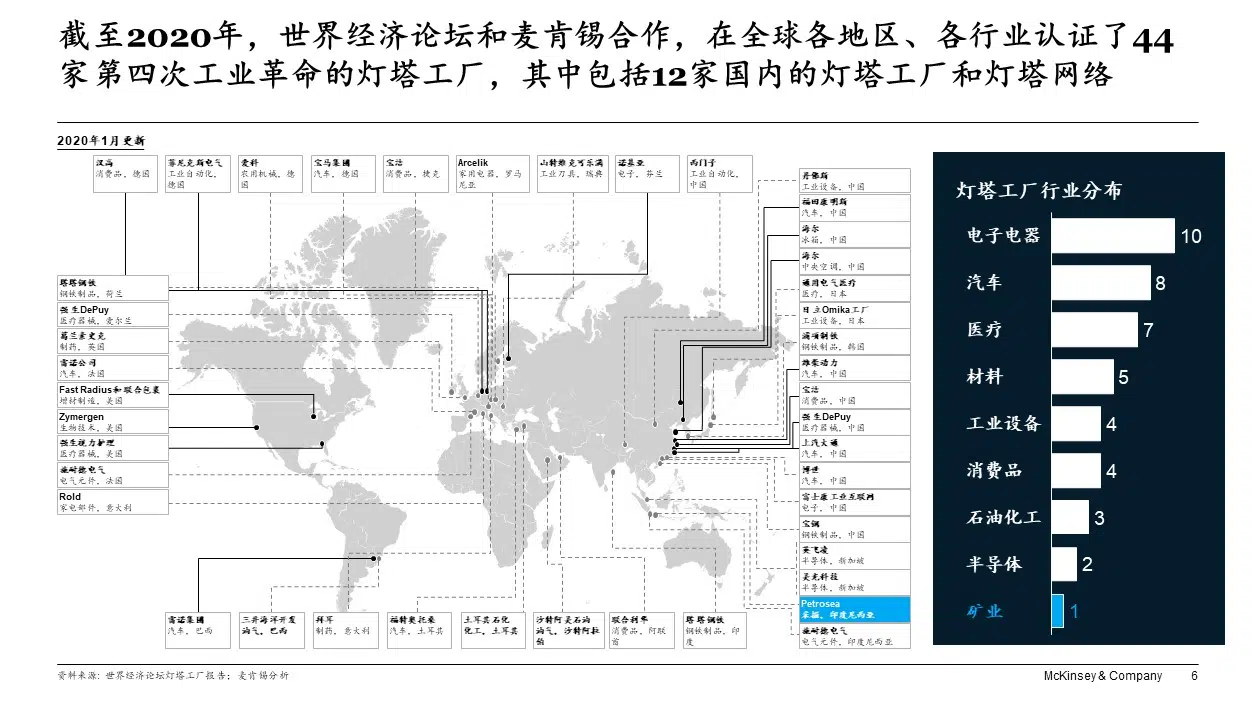 截至2020年，世界经济论坛和麦肯锡合作，在全球各地区、各行业认证了44
家第四次工业革命的灯塔工厂，其中包括12家国内的灯塔工厂和灯塔网络
2020年1月更新
汉高
消费品，德国
菲尼克斯电气
工业自动化，
德国
爱科
农用机械，德
国
宝马集团
汽车，德国
宝洁
消费品，捷克
Arcelik
家用电器，罗马
尼亚
山特维克可乐满
工业刀具，瑞典
诺基亚
电子，芬兰
西门子
工业自动化，
中国
塔塔钢铁
钢铁制品，荷兰
强生DePuy
医疗器械，爱尔兰
葛兰素史克
制药，英国
雷诺公司
汽车，法国
Fast Radius和联合包裹
增材制造，美国
Zymergen
生物技术，美国
强生视力护理
医疗器械，美国
施耐德电气
电气元件，法国
Rold
家电部件，意大利
丹佛斯
工业设备，中国
福田康明斯
汽车，中国
海尔
冰箱，中国
海尔
中央空调，中国
通用电气医疗
医疗，日本
日立Omika工厂
工业设备，日本
浦项制铁
钢铁制品，韩国
潍柴动力
汽车，中国
宝洁
消费品，中国
强生DePuy
医疗器械，中国
上汽大通
汽车，中国
博世
汽车，中国
富士康工业互联网
电子，中国
宝钢
钢铁制品，中国
英飞凌
半导体，新加坡
美光科技
半导体，新加坡
Petrosea
采掘，印度尼西亚
施耐德电气
电气元件，印度尼西亚
雷诺集团
汽车，巴西
三井海洋开发
油气，巴西
拜耳
制药，意大利
福特奥托桑
汽车，土耳其
土耳其石化
化工，土耳其
沙特阿美石油
油气，沙特阿拉
伯
联合利华
消费品，阿联
酋
塔塔钢铁
钢铁制品，印
度
灯塔工厂行业分布
电子电器 10
汽车 8
医疗 7
材料 5
工业设备 4
消费品 4
石油化工 3
半导体 2
矿业 1
资料来源：世界经济论坛灯塔工厂报告；麦肯锡分析
McKinsey & Company 6